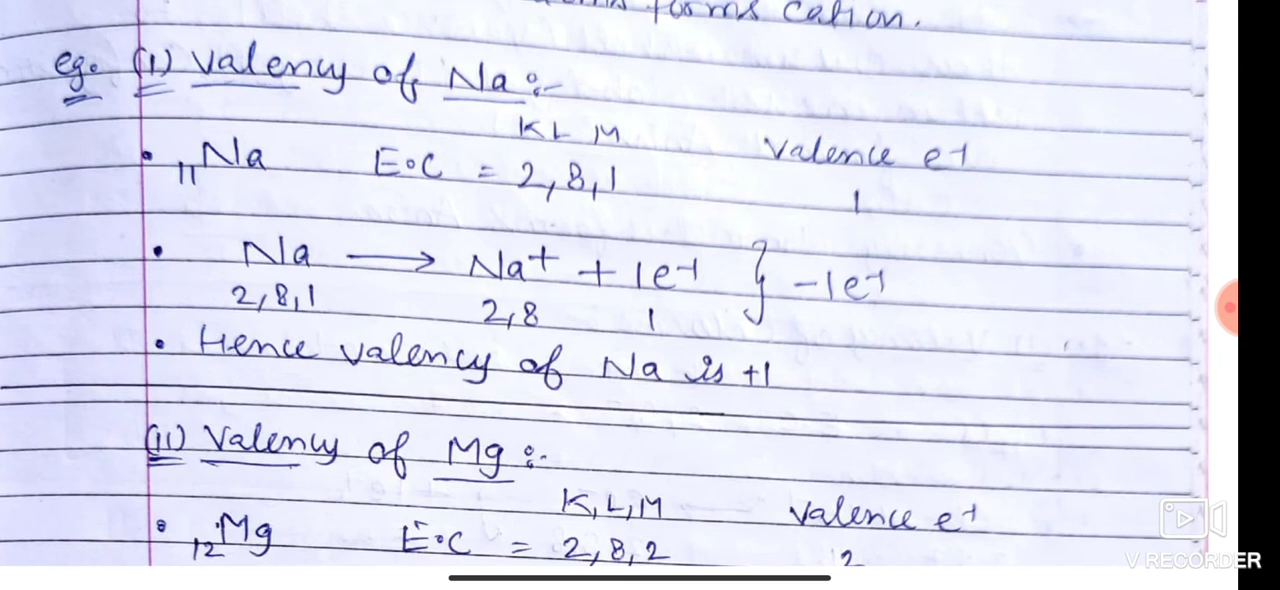 forms cation.
eg. (i) Valency of Na :-
K L M
11Na E.C = 2,8,1 Valence e-1
1
Na → Na+ + 1e-1 } -1e-1
2,8,1 2,8 1
Hence valency of Na is +1
(ii) Valency of Mg :-
K, L, M Valence e-1
12Mg E.C = 2,8,2 2
V RECORDER